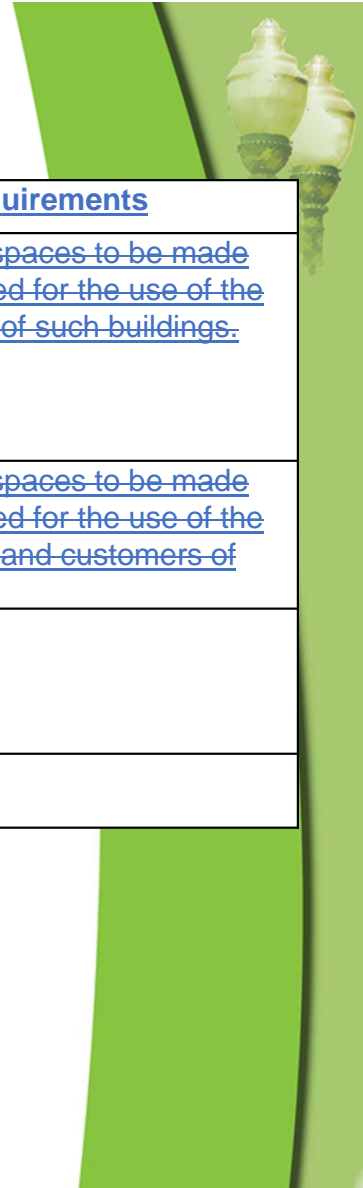 uirements
spaces to be made
ed for the use of the
of such buildings.
spaces to be made
ed for the use of the
and customers of